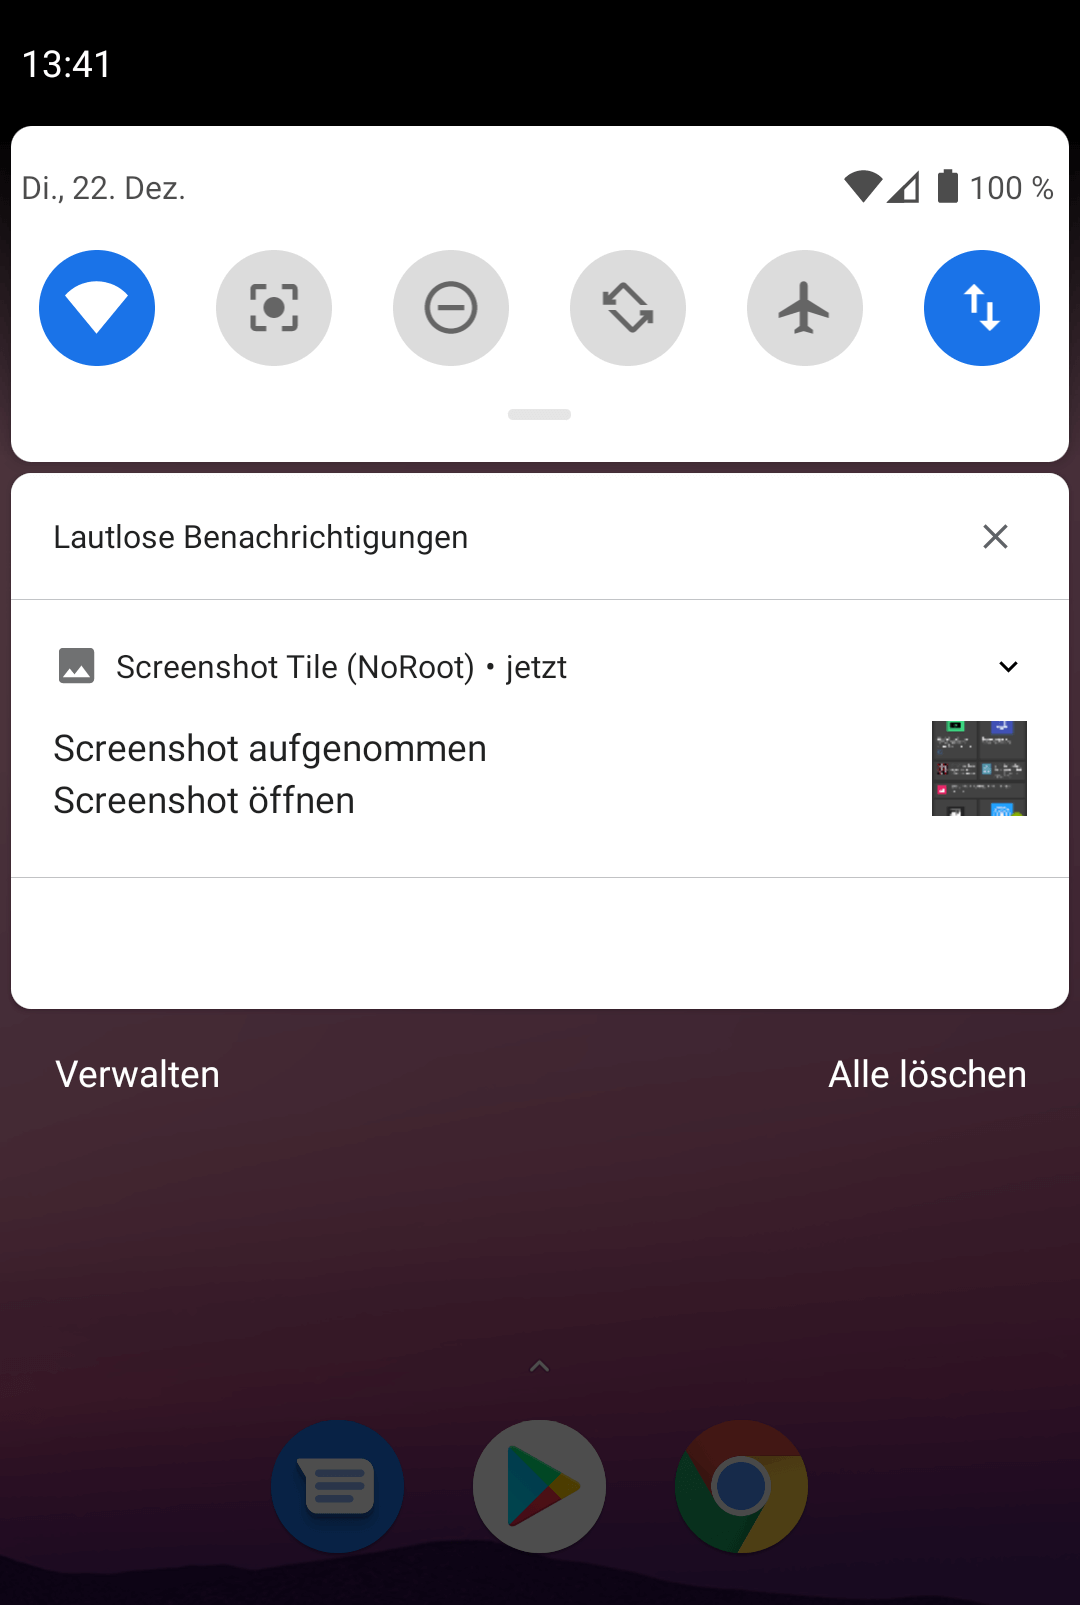 13:41
Di., 22. Dez.
100 %
Lautlose Benachrichtigungen
Screenshot Tile (NoRoot) • jetzt
Screenshot aufgenommen
Screenshot öffnen
Verwalten
Alle löschen